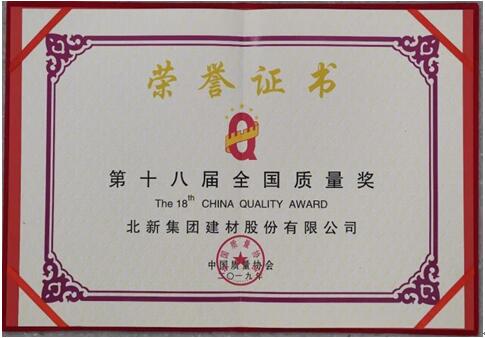 荣誉证书
Q
第十八届全国质量奖
The 18th CHINA QUALITY AWARD
北新集团建材股份有限公司
中国质量协会
二〇一九年